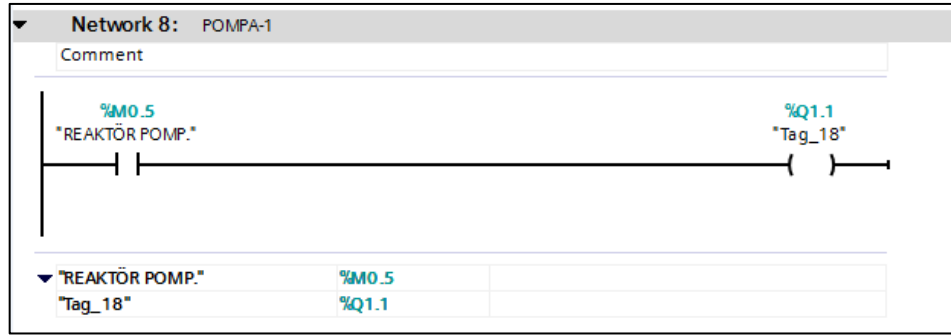 Network 8: POMPA-1
Comment
%M0.5 %Q1.1
"REAKTÖR POMP." "Tag_18"
"REAKTÖR POMP." %M0.5
"Tag_18" %Q1.1